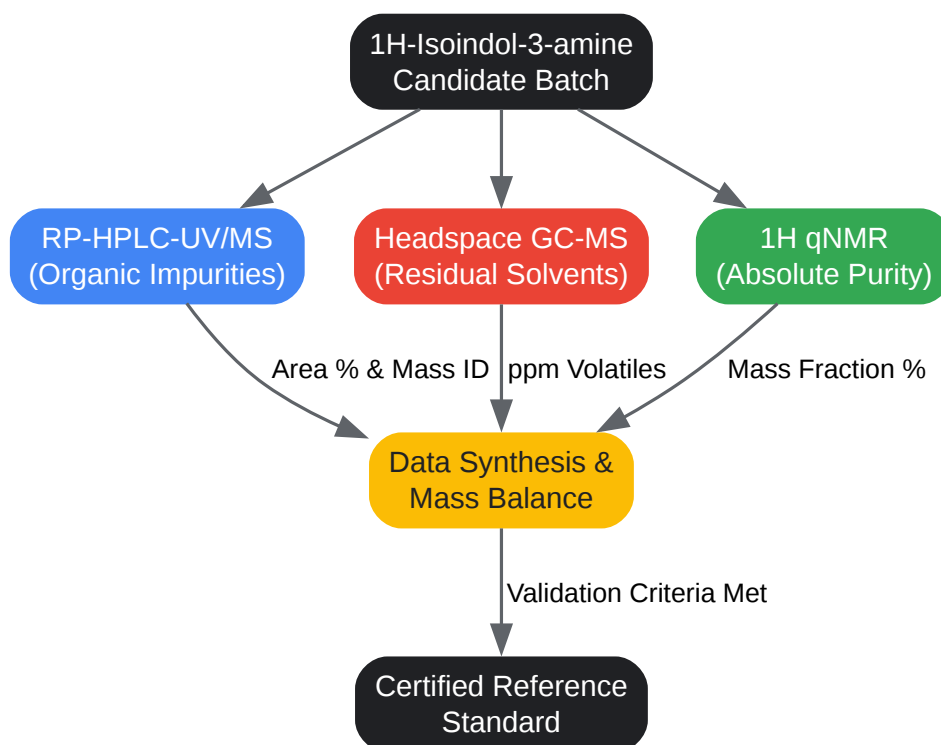 1H-Isoindol-3-amine
Candidate Batch
RP-HPLC-UV/MS
(Organic Impurities)
Headspace GC-MS
(Residual Solvents)
1H qNMR
(Absolute Purity)
Area % & Mass ID
ppm Volatiles
Mass Fraction %
Data Synthesis &
Mass Balance
Validation Criteria Met
Certified Reference
Standard